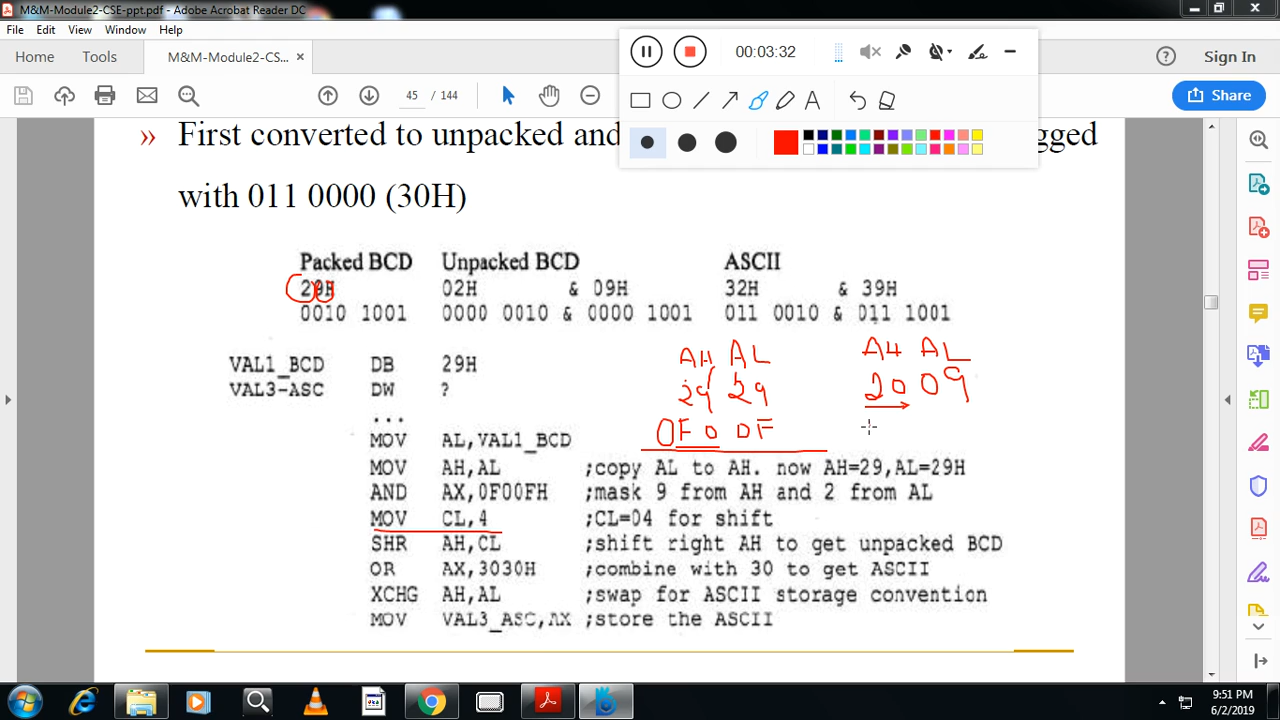 M&M-Module2-CSE-ppt.pdf - Adobe Acrobat Reader DC
File Edit View Window Help
Home Tools M&M-Module2-CS... × 00:03:32 Sign In
45 / 144 Share
» First converted to unpacked and gged
with 011 0000 (30H)
Packed BCD Unpacked BCD ASCII
29H 02H & 09H 32H & 39H
0010 1001 0000 0010 & 0000 1001 011 0010 & 011 1001
AH AL AH AL
VAL1_BCD DB 29H
29 29 20 09
VAL3-ASC DW ?
...
0F0 0F
MOV AL,VAL1_BCD
MOV AH,AL ;copy AL to AH. now AH=29,AL=29H
AND AX,0F00FH ;mask 9 from AH and 2 from AL
MOV CL,4 ;CL=04 for shift
SHR AH,CL ;shift right AH to get unpacked BCD
OR AX,3030H ;combine with 30 to get ASCII
XCHG AH,AL ;swap for ASCII storage convention
MOV VAL3_ASC,AX ;store the ASCII
9:51 PM
6/2/2019